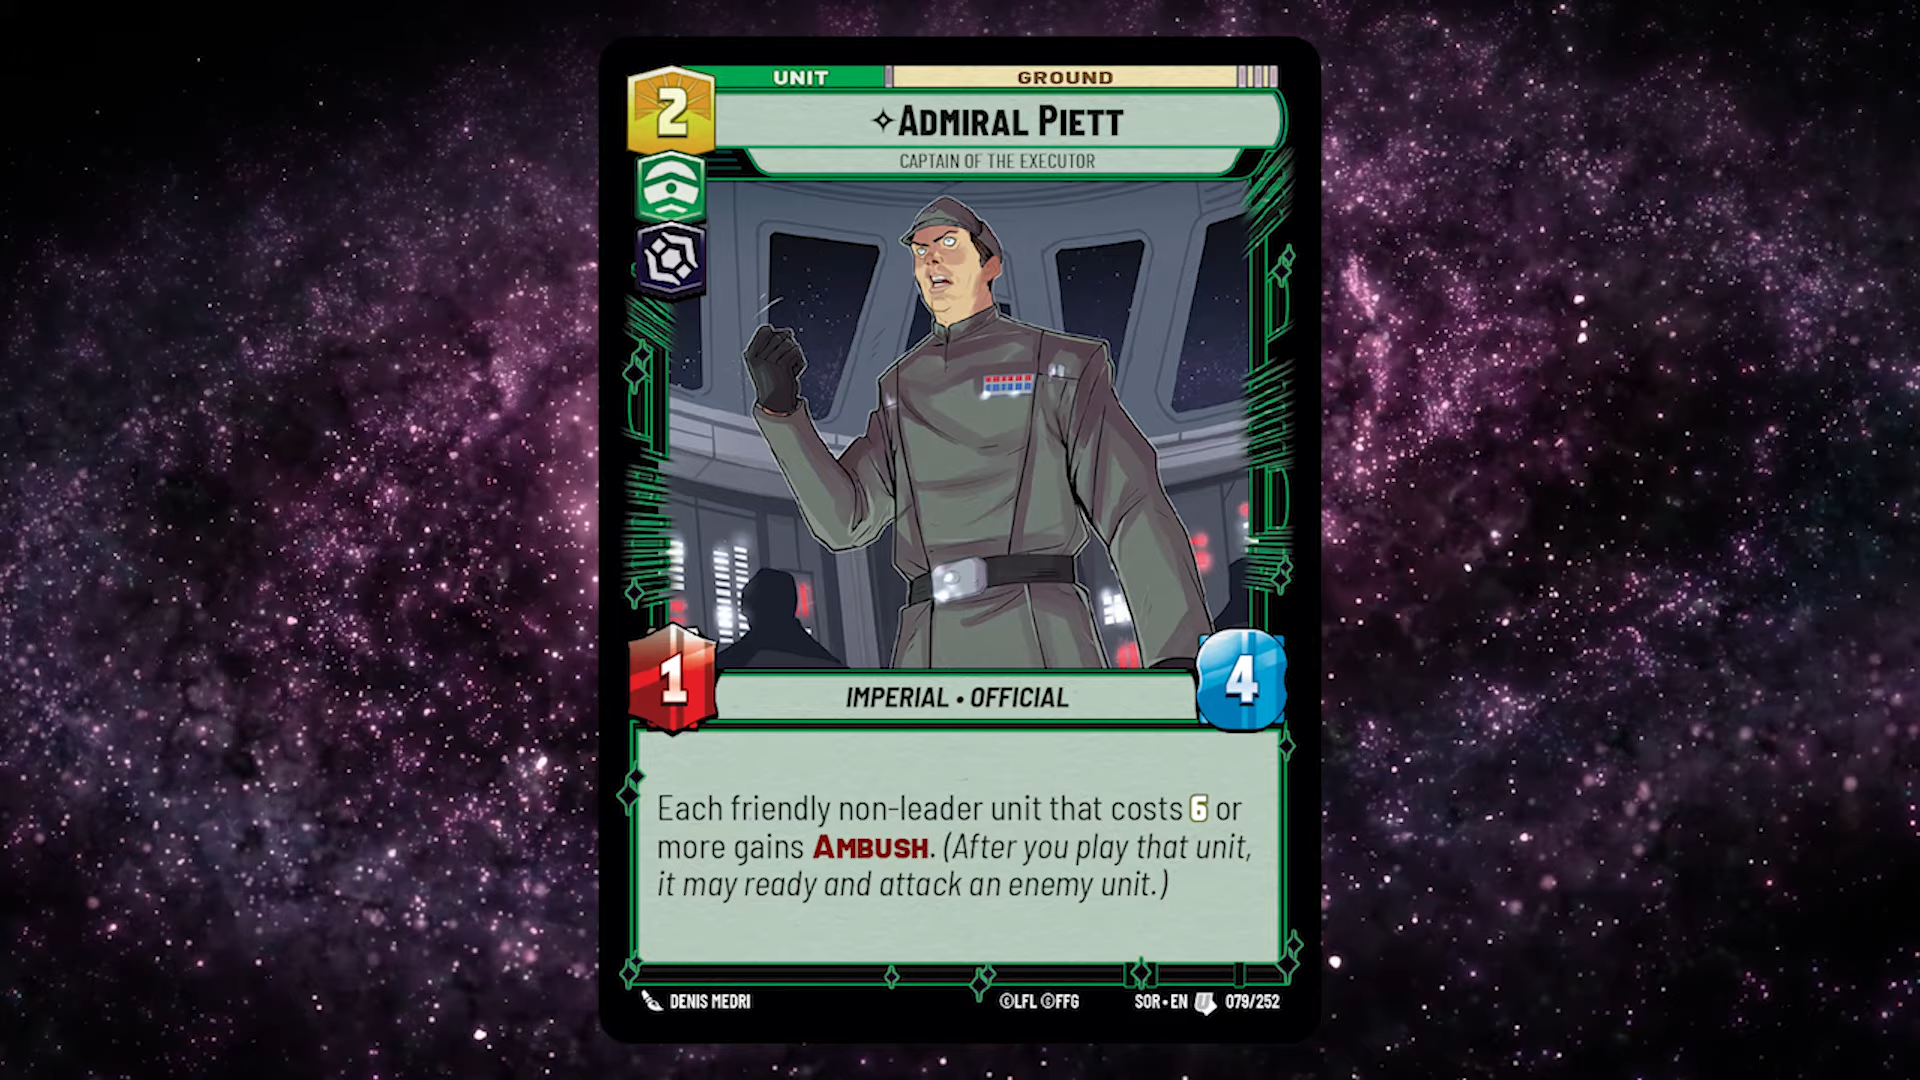 UNIT GROUND
2
ADMIRAL PIETT
CAPTAIN OF THE EXECUTOR
1 IMPERIAL • OFFICIAL 4
Each friendly non-leader unit that costs 6 or
more gains AMBUSH. (After you play that unit,
it may ready and attack an enemy unit.)
DENIS MEDRI ©LFL ©FFG SOR • EN U 079/252